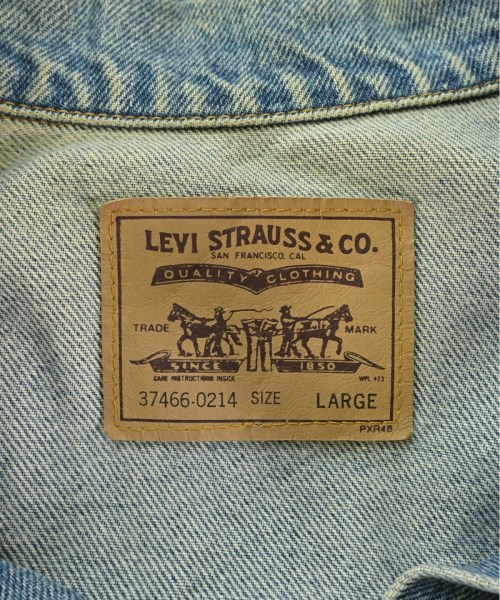 LEVI STRAUSS & CO.
SAN FRANCISCO. CAL
QUALITY CLOTHING
TRADE MARK
SINCE 1850
CARE INSTRUCTIONS INSIDE WPL 423
37466-0214 SIZE LARGE
PXR4B